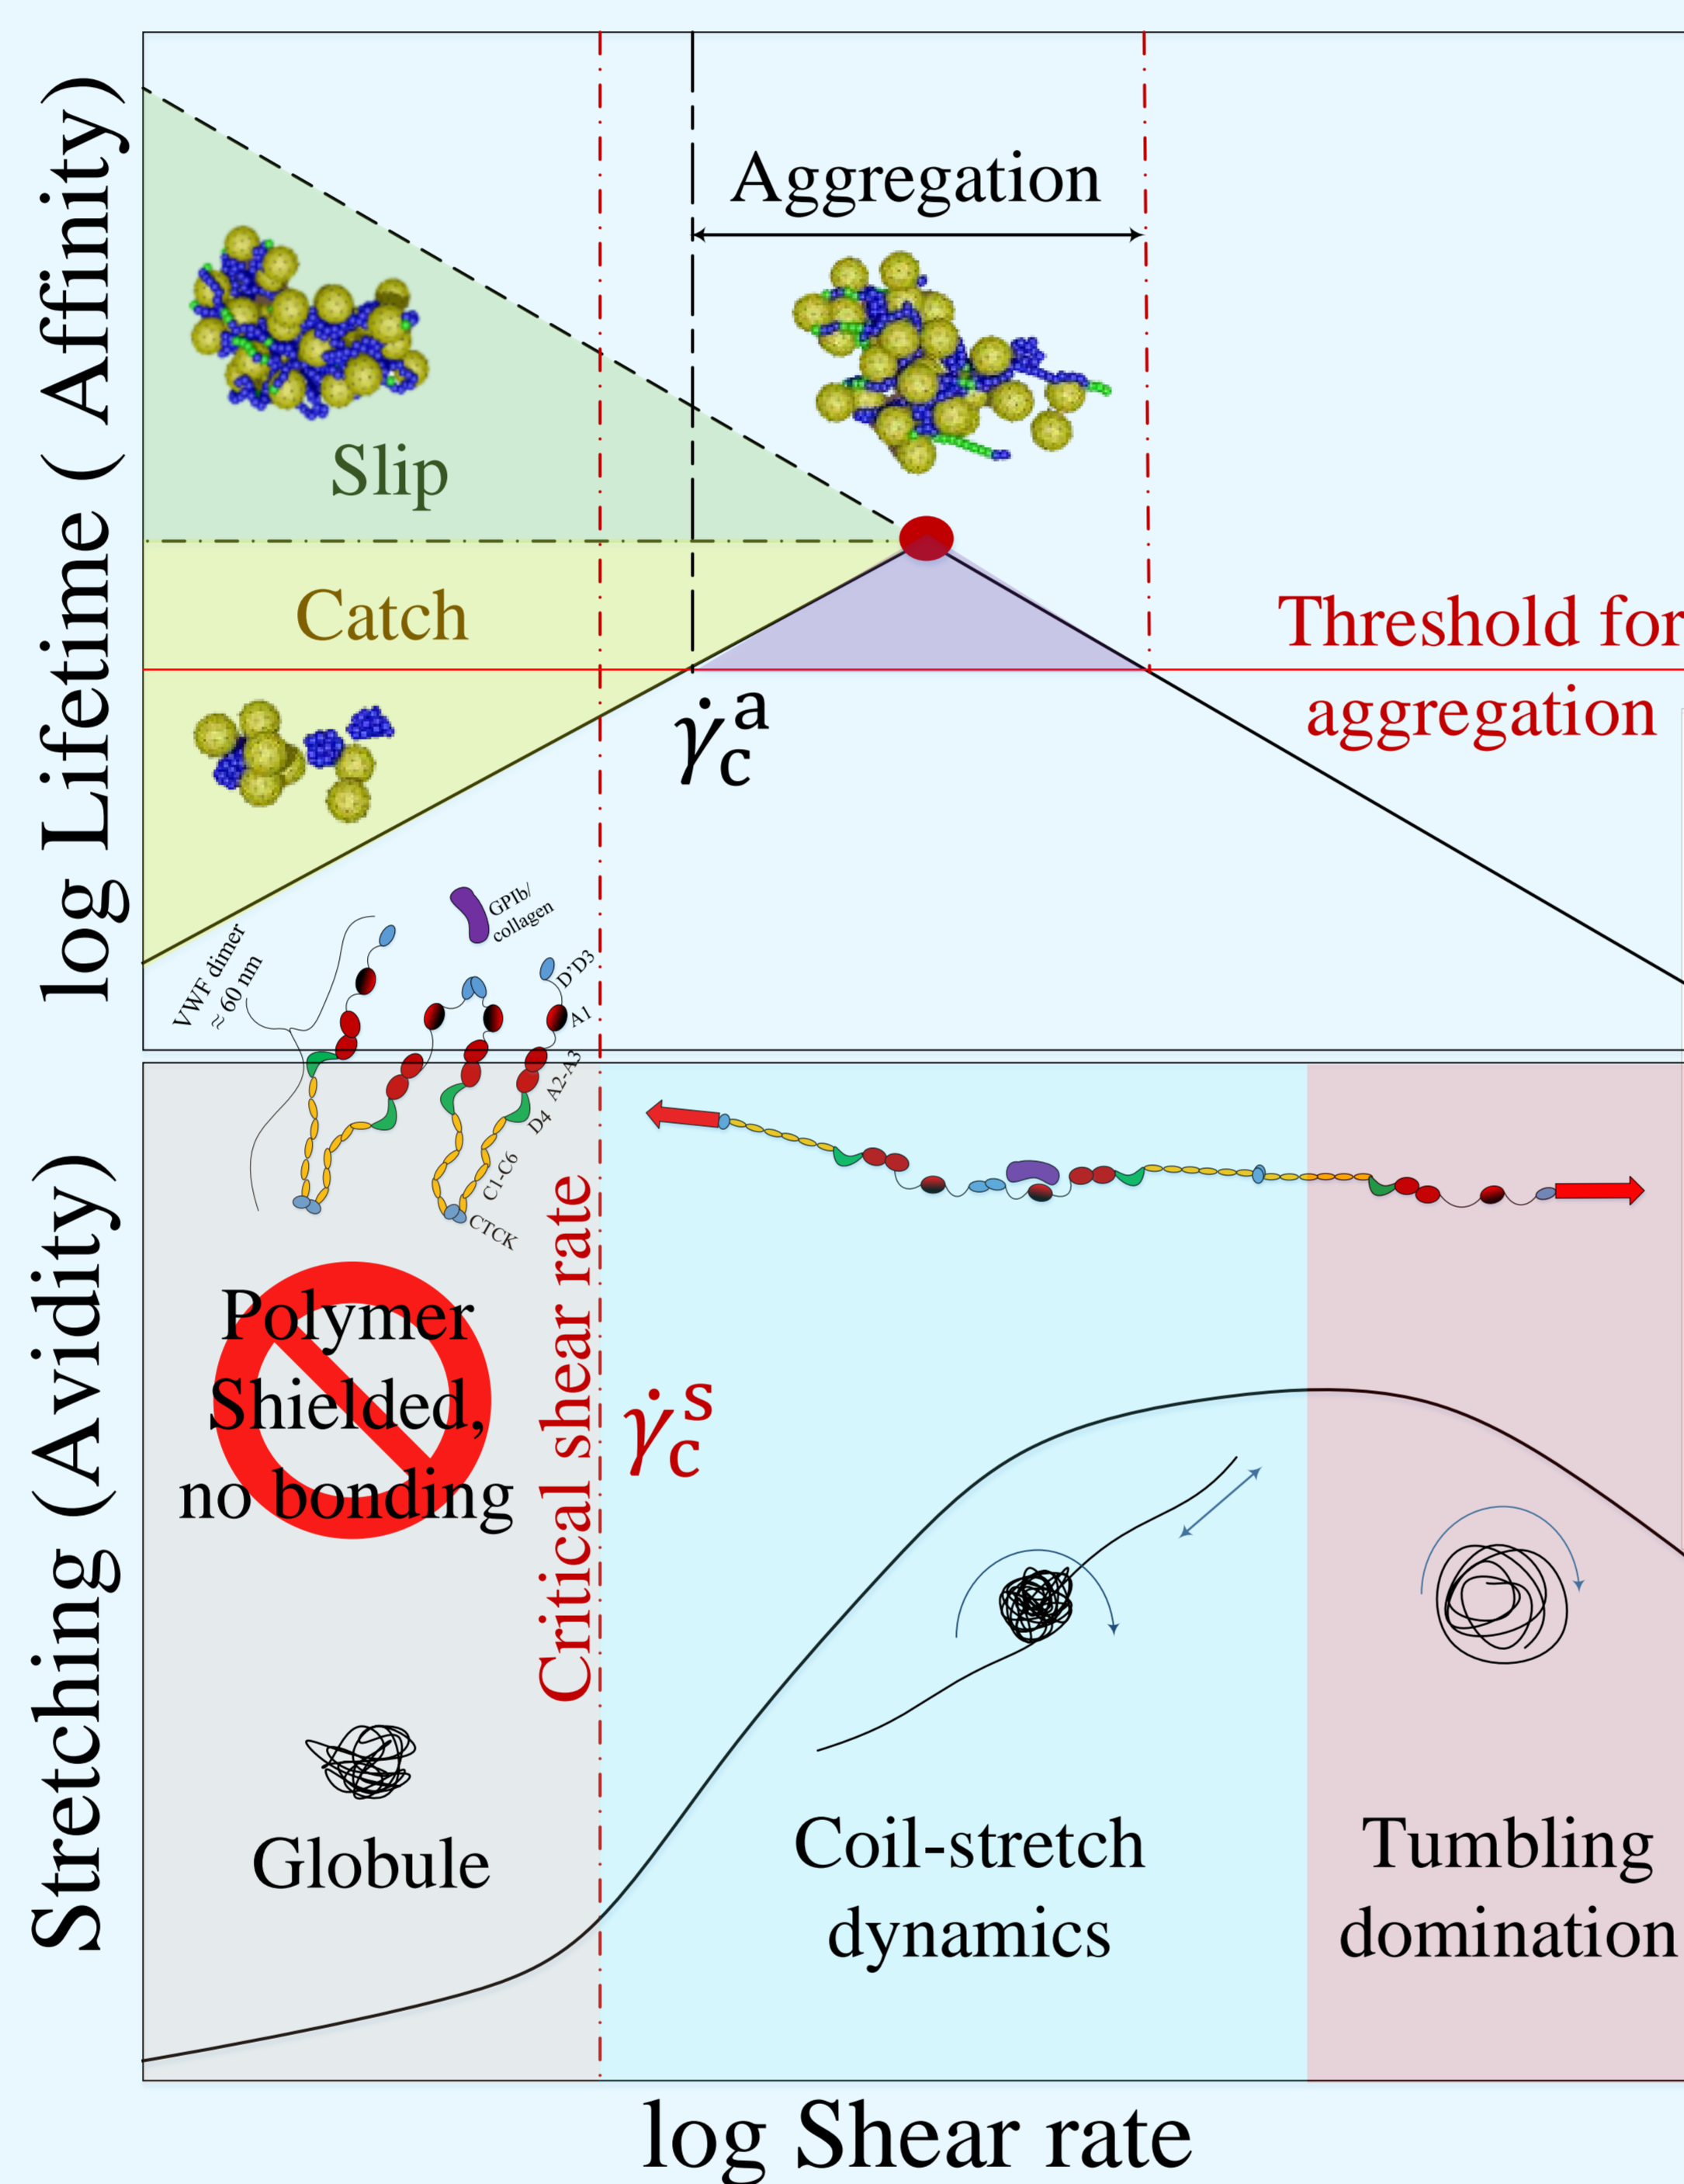 log Lifetime ( Affinity)
Aggregation
Slip
Catch
Threshold for
aggregation
γ̇ca
VWF dimer
≈ 60 nm
GPIb/
collagen
D'D3
A1
A2-A3
D4
C1-C6
CTCK
Stretching (Avidity)
Polymer
Shielded,
no bonding
Critical shear rate
γ̇cs
Globule
Coil-stretch
dynamics
Tumbling
domination
log Shear rate